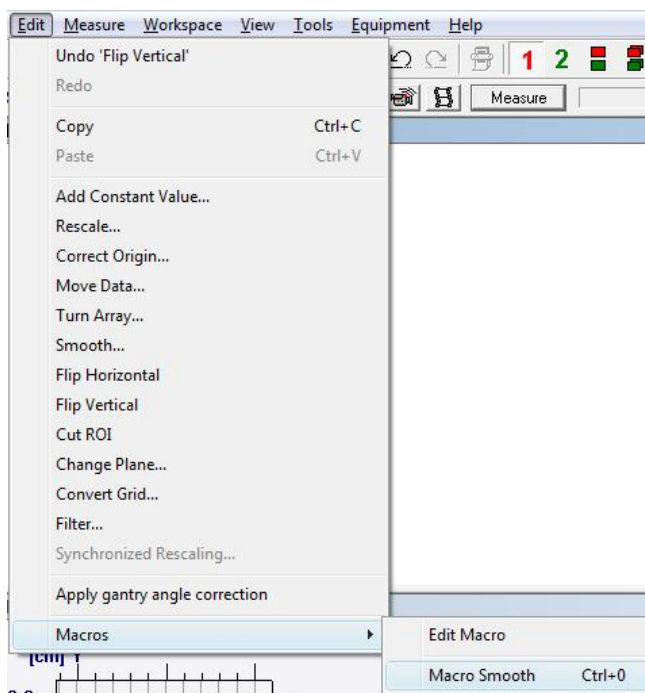 Edit Measure Workspace View Tools Equipment Help
Undo 'Flip Vertical'
Redo
1 2
Measure
Copy Ctrl+C
Paste Ctrl+V
Add Constant Value...
Rescale...
Correct Origin...
Move Data...
Turn Array...
Smooth...
Flip Horizontal
Flip Vertical
Cut ROI
Change Plane...
Convert Grid...
Filter...
Synchronized Rescaling...
Apply gantry angle correction
Macros
Edit Macro
[cm] Y
Macro Smooth Ctrl+0